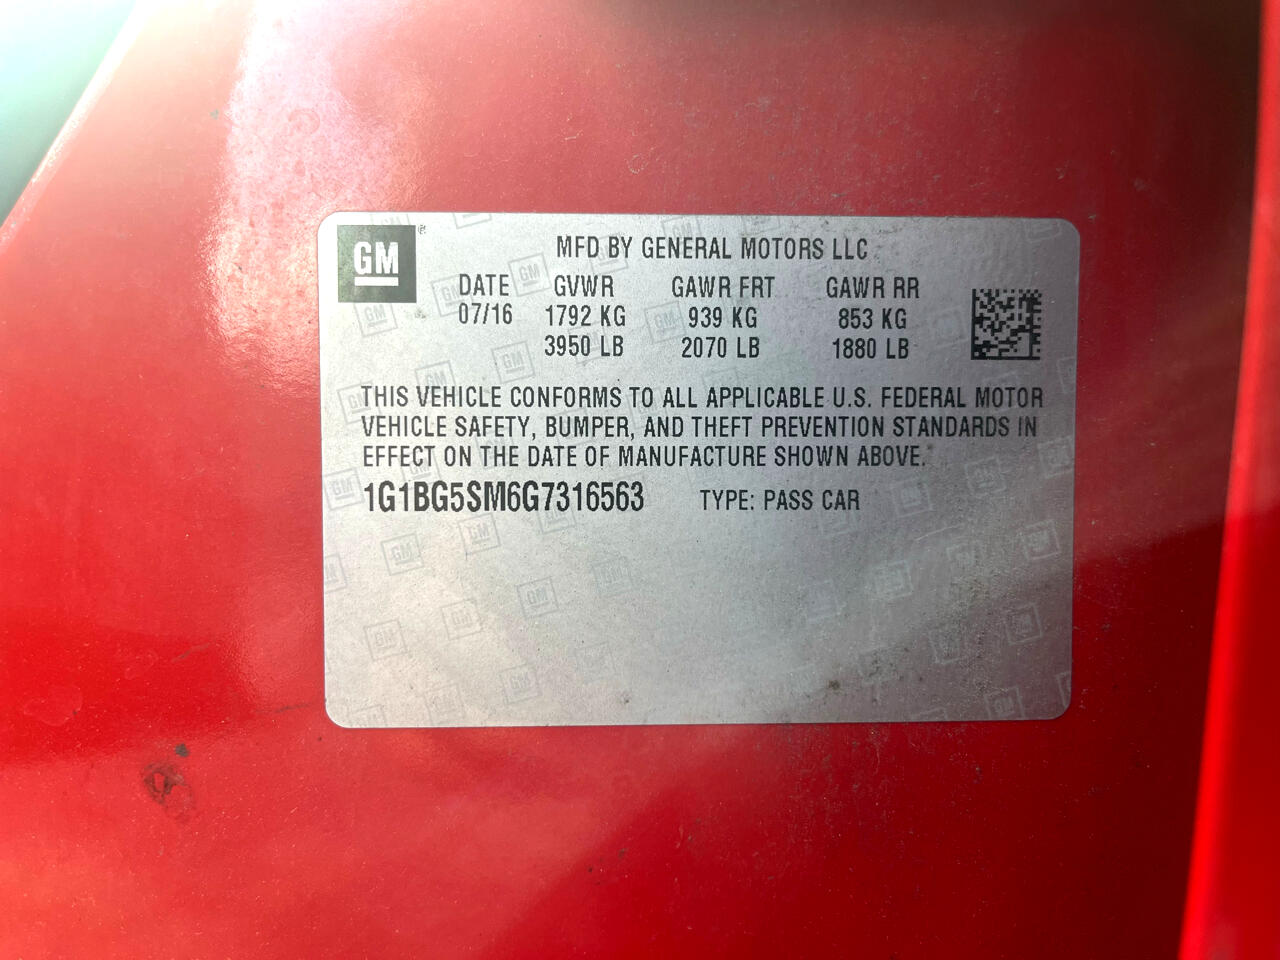 GM ® MFD BY GENERAL MOTORS LLC
DATE GVWR GAWR FRT GAWR RR
07/16 1792 KG 939 KG 853 KG
3950 LB 2070 LB 1880 LB
THIS VEHICLE CONFORMS TO ALL APPLICABLE U.S. FEDERAL MOTOR
VEHICLE SAFETY, BUMPER, AND THEFT PREVENTION STANDARDS IN
EFFECT ON THE DATE OF MANUFACTURE SHOWN ABOVE.
1G1BG5SM6G7316563 TYPE: PASS CAR